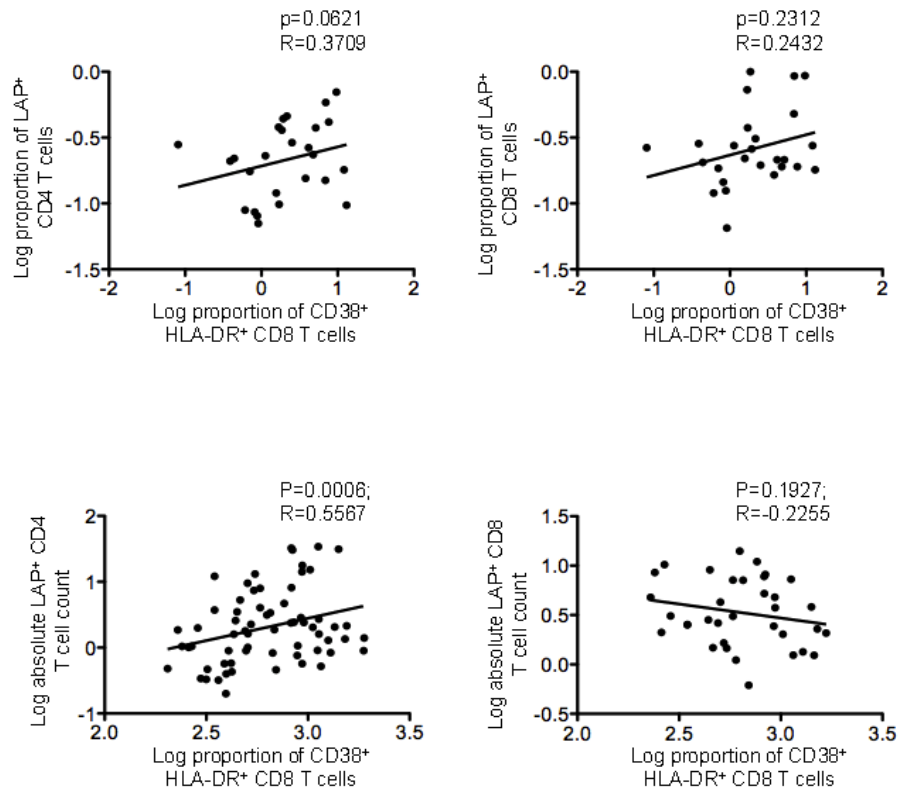 p=0.0621
R=0.3709
Log proportion of LAP⁺
CD4 T cells
0.0
-0.5
-1.0
-1.5
-2
-1
0
1
2
Log proportion of CD38⁺
HLA-DR⁺ CD8 T cells
p=0.2312
R=0.2432
Log proportion of LAP⁺
CD8 T cells
0.0
-0.5
-1.0
-1.5
-2
-1
0
1
2
Log proportion of CD38⁺
HLA-DR⁺ CD8 T cells
P=0.0006;
R=0.5567
Log absolute LAP⁺ CD4
T cell count
2
1
0
-1
2.0
2.5
3.0
3.5
Log proportion of CD38⁺
HLA-DR⁺ CD8 T cells
P=0.1927;
R=-0.2255
Log absolute LAP⁺ CD8
T cell count
1.5
1.0
0.5
0.0
-0.5
2.0
2.5
3.0
3.5
Log proportion of CD38⁺
HLA-DR⁺ CD8 T cells